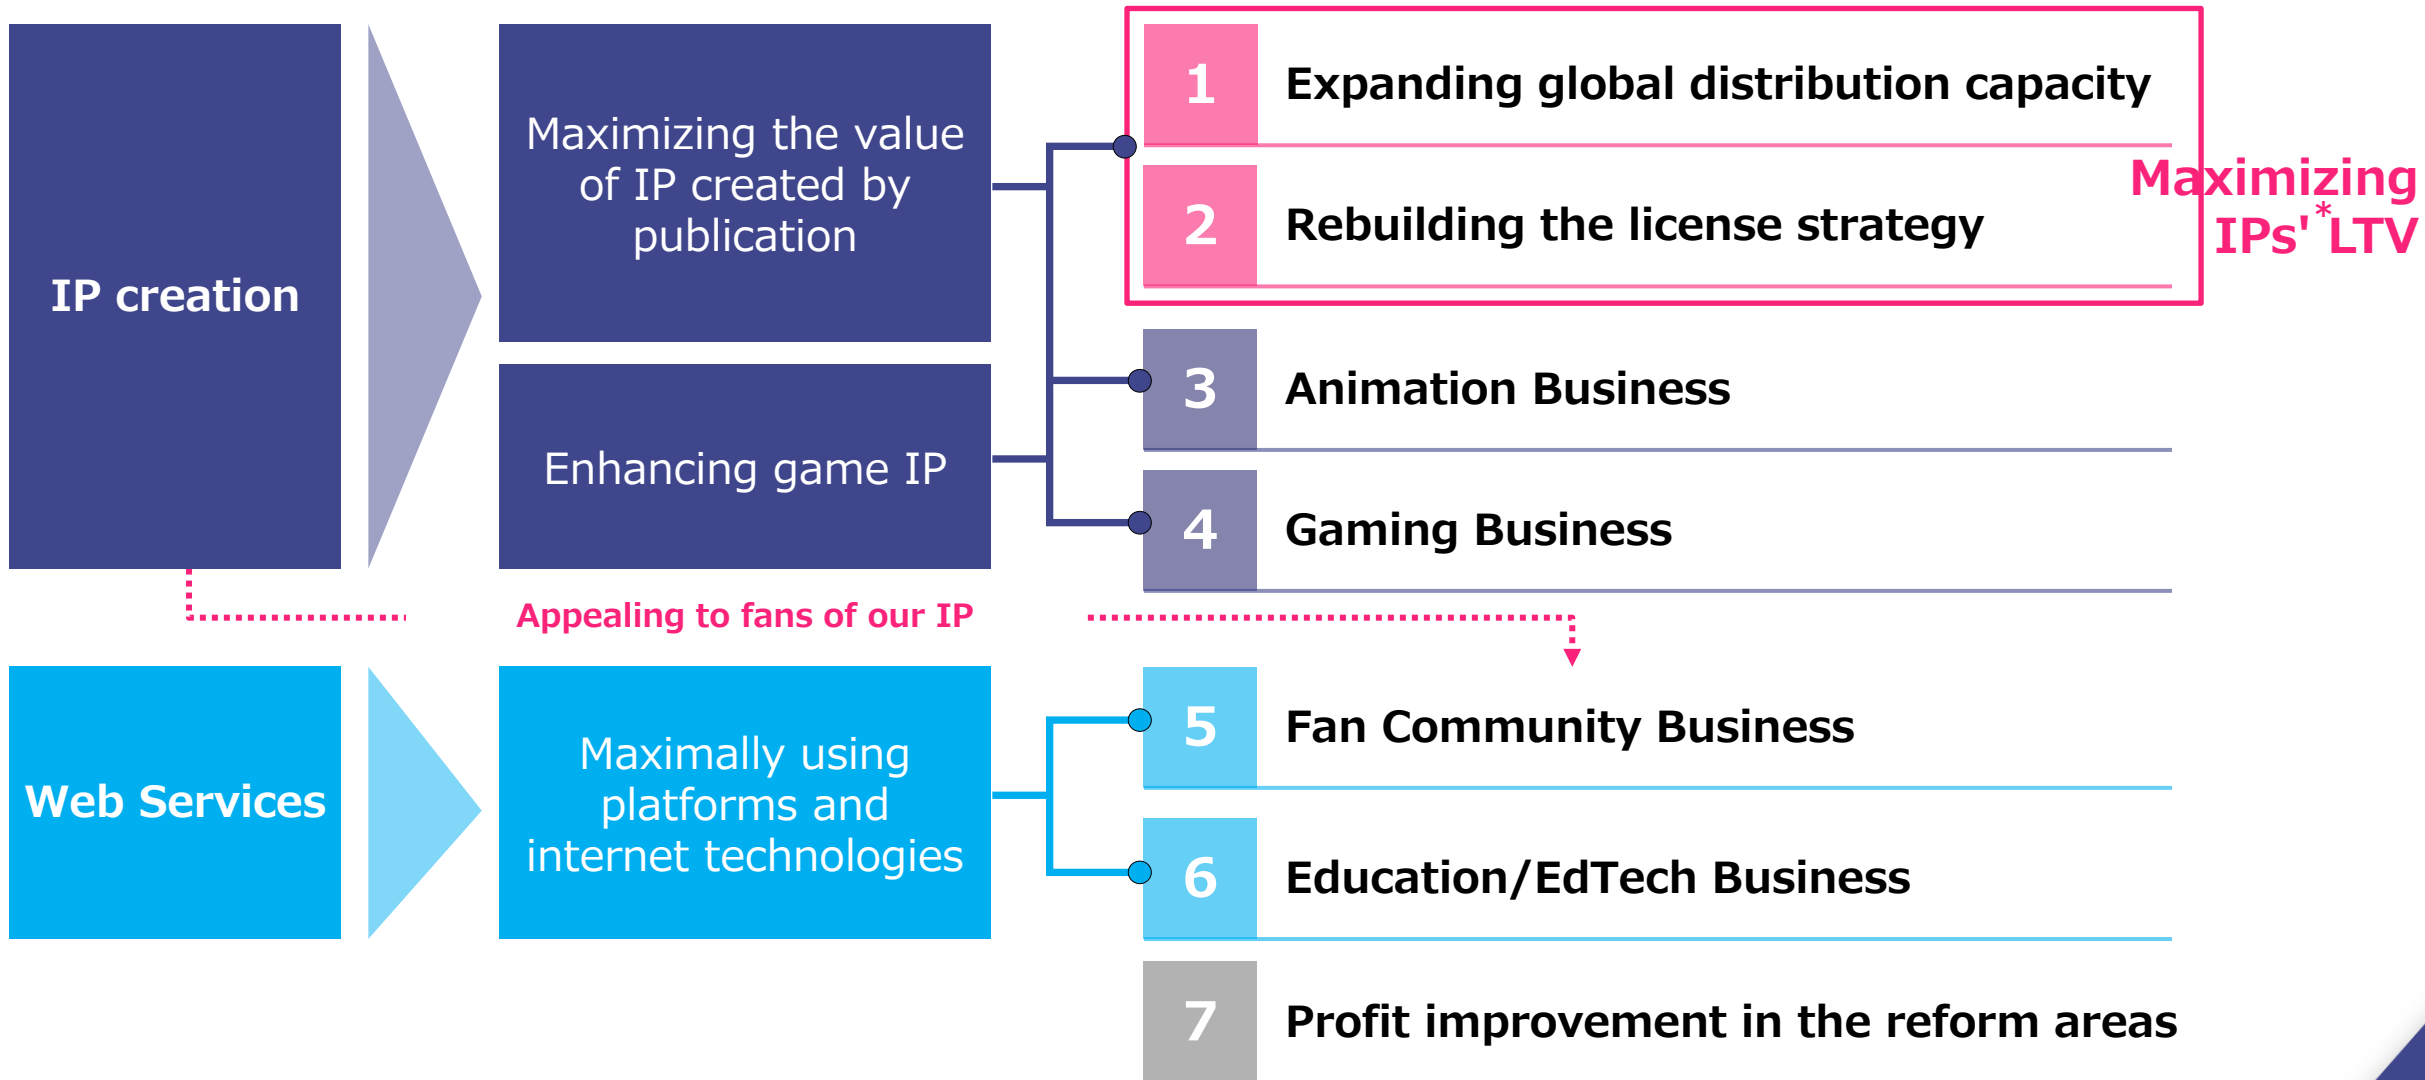 IP creation
Maximizing the value
of IP created by
publication
Enhancing game IP
1
Expanding global distribution capacity
2
Rebuilding the license strategy
Maximizing
IPs'*LTV
3
Animation Business
4
Gaming Business
Appealing to fans of our IP
Web Services
Maximally using
platforms and
internet technologies
5
Fan Community Business
6
Education/EdTech Business
7
Profit improvement in the reform areas